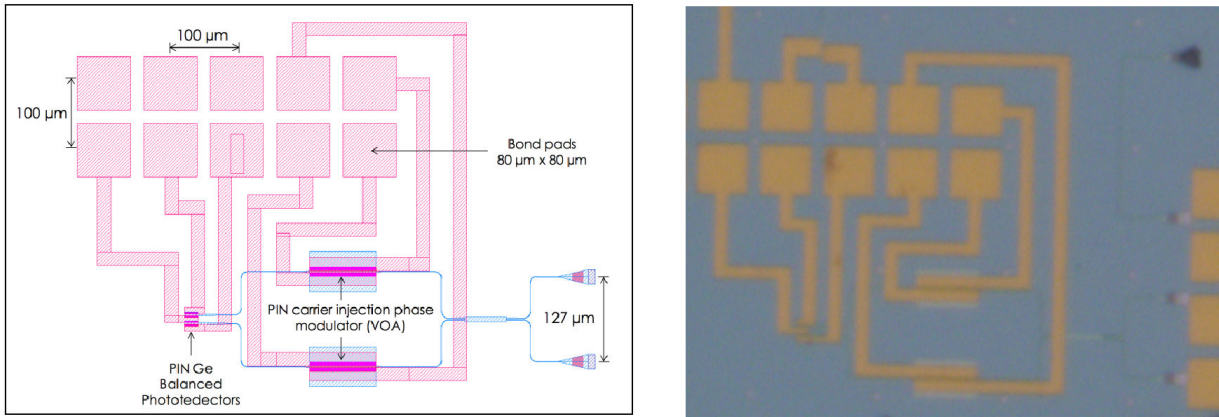 100 µm
100 µm
Bond pads
80 µm x 80 µm
PIN carrier injection phase
modulator (VOA)
127 µm
PIN Ge
Balanced
Phototedectors